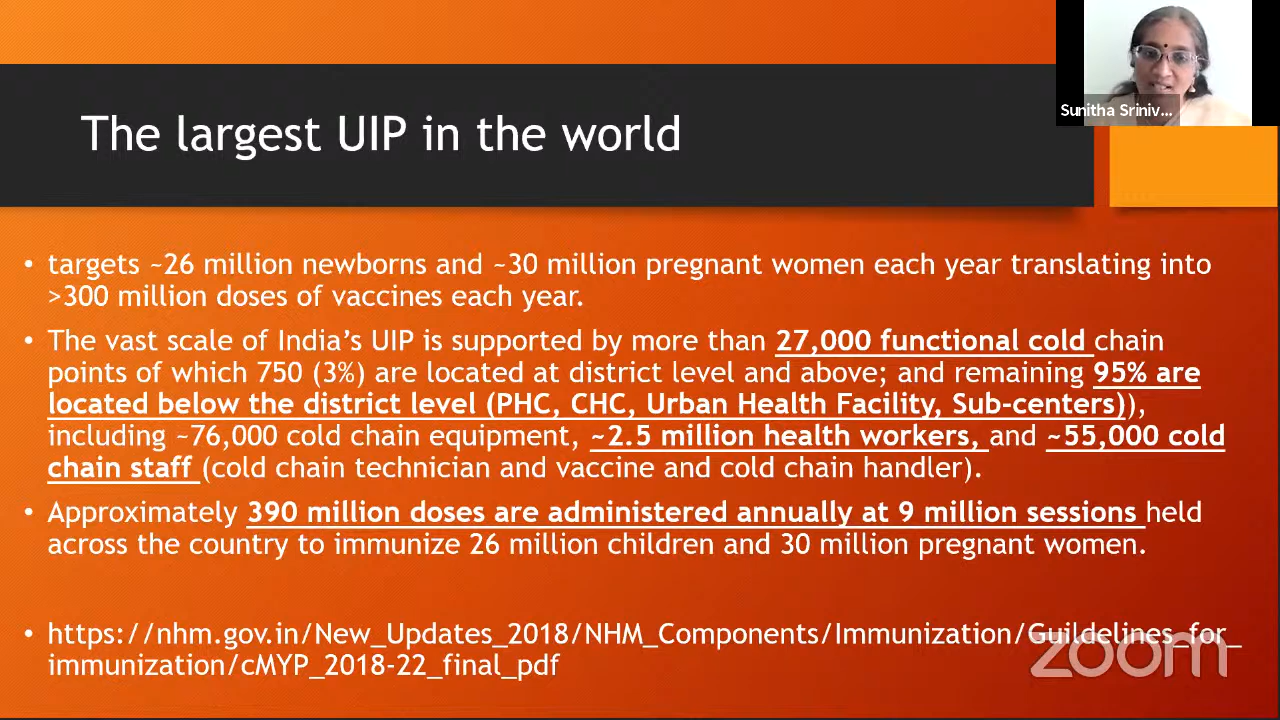 Sunitha Sriniv...
The largest UIP in the world
• targets ~26 million newborns and ~30 million pregnant women each year translating into
>300 million doses of vaccines each year.
• The vast scale of India’s UIP is supported by more than 27,000 functional cold chain
points of which 750 (3%) are located at district level and above; and remaining 95% are
located below the district level (PHC, CHC, Urban Health Facility, Sub-centers)),
including ~76,000 cold chain equipment, ~2.5 million health workers, and ~55,000 cold
chain staff (cold chain technician and vaccine and cold chain handler).
• Approximately 390 million doses are administered annually at 9 million sessions held
across the country to immunize 26 million children and 30 million pregnant women.
• https://nhm.gov.in/New_Updates_2018/NHM_Components/Immunization/Guildelines_for_
immunization/cMYP_2018-22_final_pdf
zoom